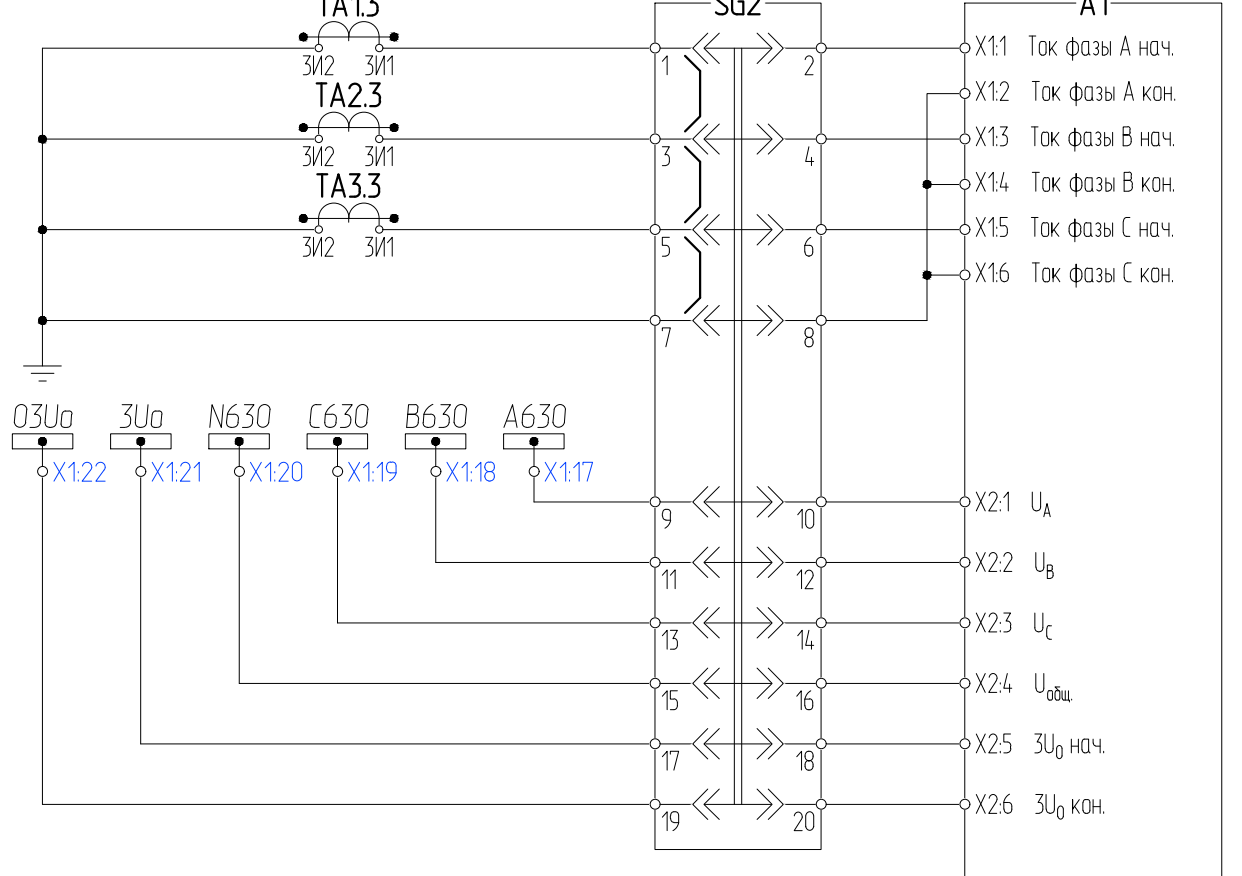 TA1.3
SG2
A1
3И2 3И1
1 2
X1:1 Ток фазы А нач.
X1:2 Ток фазы А кон.
TA2.3
3И2 3И1
3 4
X1:3 Ток фазы В нач.
X1:4 Ток фазы В кон.
TA3.3
3И2 3И1
5 6
X1:5 Ток фазы С нач.
X1:6 Ток фазы С кон.
7 8
03Uo 3Uo N630 C630 B630 A630
X1:22 X1:21 X1:20 X1:19 X1:18 X1:17
9 10 X2:1 UA
11 12 X2:2 UB
13 14 X2:3 UC
15 16 X2:4 Uобщ.
17 18 X2:5 3U0 нач.
19 20 X2:6 3U0 кон.